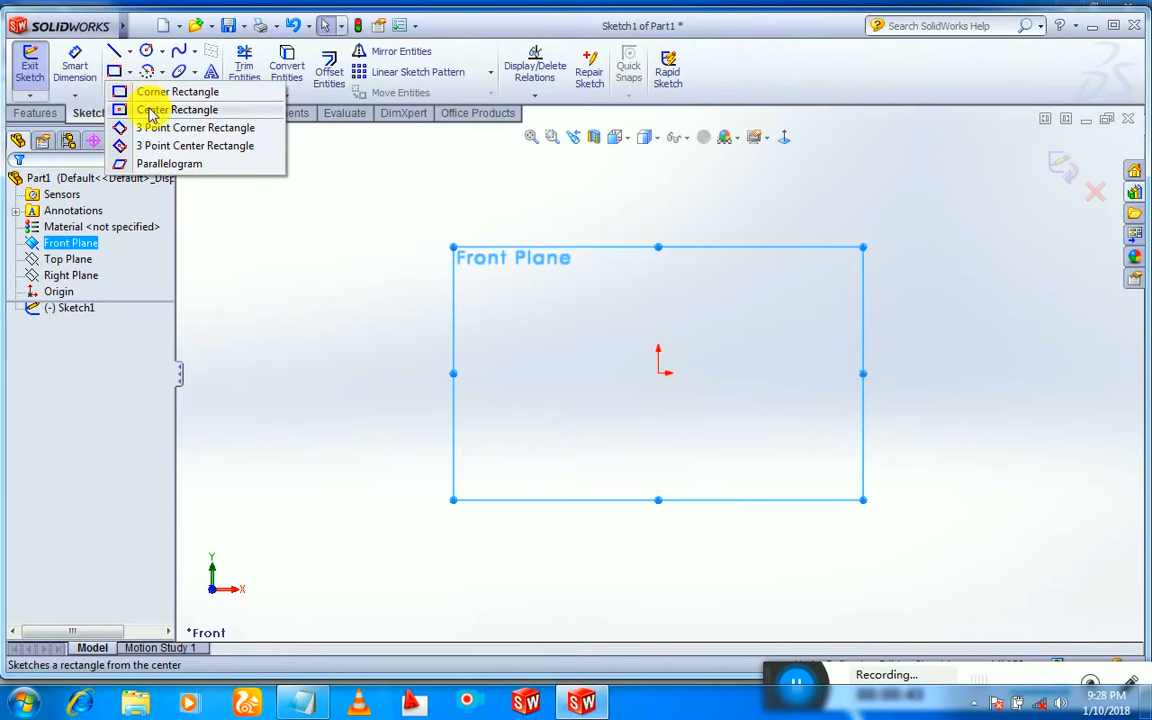 SOLIDWORKS
Sketch1 of Part1 *
Search SolidWorks Help
Exit Sketch
Smart Dimension
Trim Entities
Convert Entities
Offset Entities
Mirror Entities
Linear Sketch Pattern
Move Entities
Display/Delete Relations
Repair Sketch
Quick Snaps
Rapid Sketch
Corner Rectangle
Center Rectangle
3 Point Corner Rectangle
3 Point Center Rectangle
Parallelogram
Features
Evaluate
DimXpert
Office Products
Part1 (Default<<Default>_Disp
Sensors
Annotations
Material <not specified>
Front Plane
Top Plane
Right Plane
Origin
(-) Sketch1
Front Plane
Y
X
*Front
Model
Motion Study 1
Sketches a rectangle from the center
Recording...
00:00:43
9:28 PM
1/10/2018